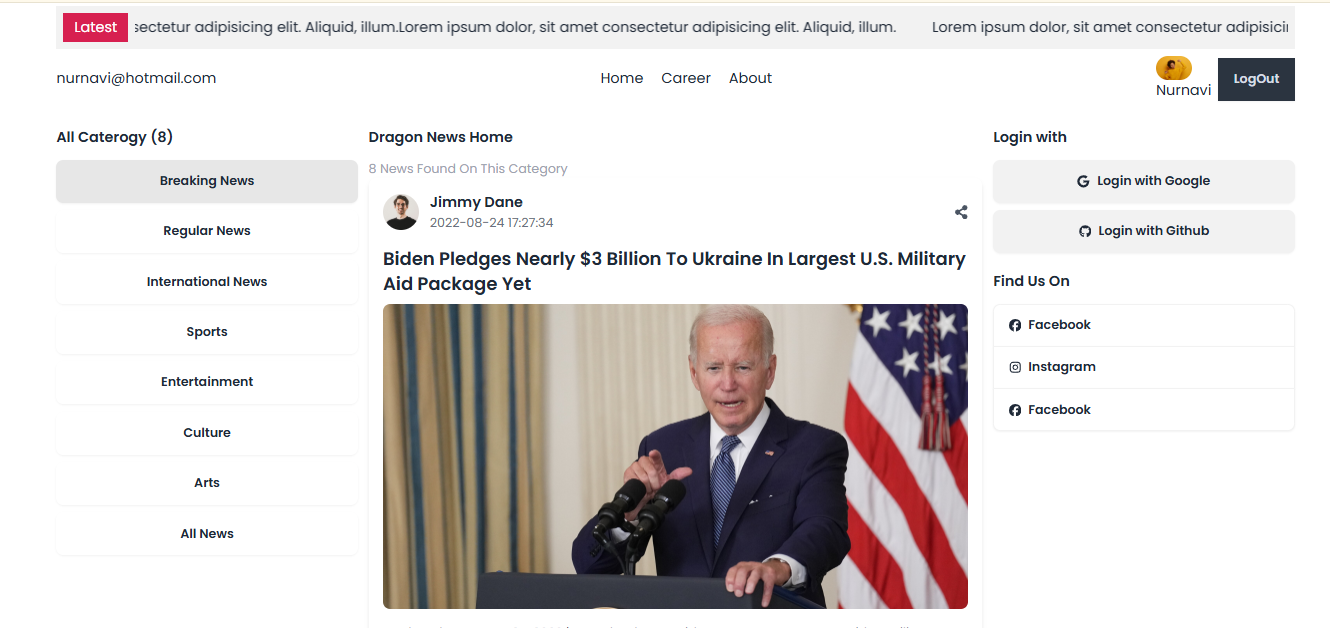 Latest
sectetur adipisicing elit. Aliquid, illum.Lorem ipsum dolor, sit amet consectetur adipisicing elit. Aliquid, illum.
Lorem ipsum dolor, sit amet consectetur adipisicin
nurnavi@hotmail.com
Home Career About
Nurnavi
LogOut
All Caterogy (8)
Breaking News
Regular News
International News
Sports
Entertainment
Culture
Arts
All News
Dragon News Home
8 News Found On This Category
Jimmy Dane
2022-08-24 17:27:34
Biden Pledges Nearly $3 Billion To Ukraine In Largest U.S. Military
Aid Package Yet
Login with
Login with Google
Login with Github
Find Us On
Facebook
Instagram
Facebook